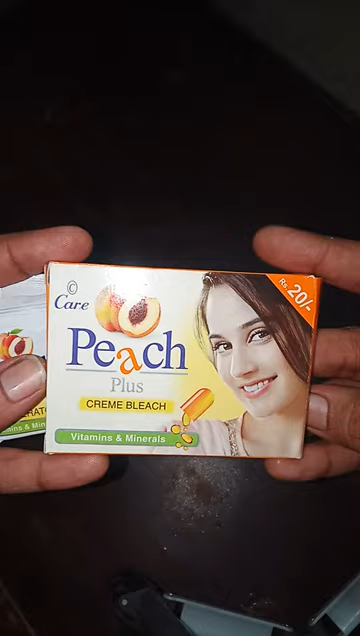 ©
Care
Rs. 20/-
Peach
Plus
CREME BLEACH
Vitamins & Minerals